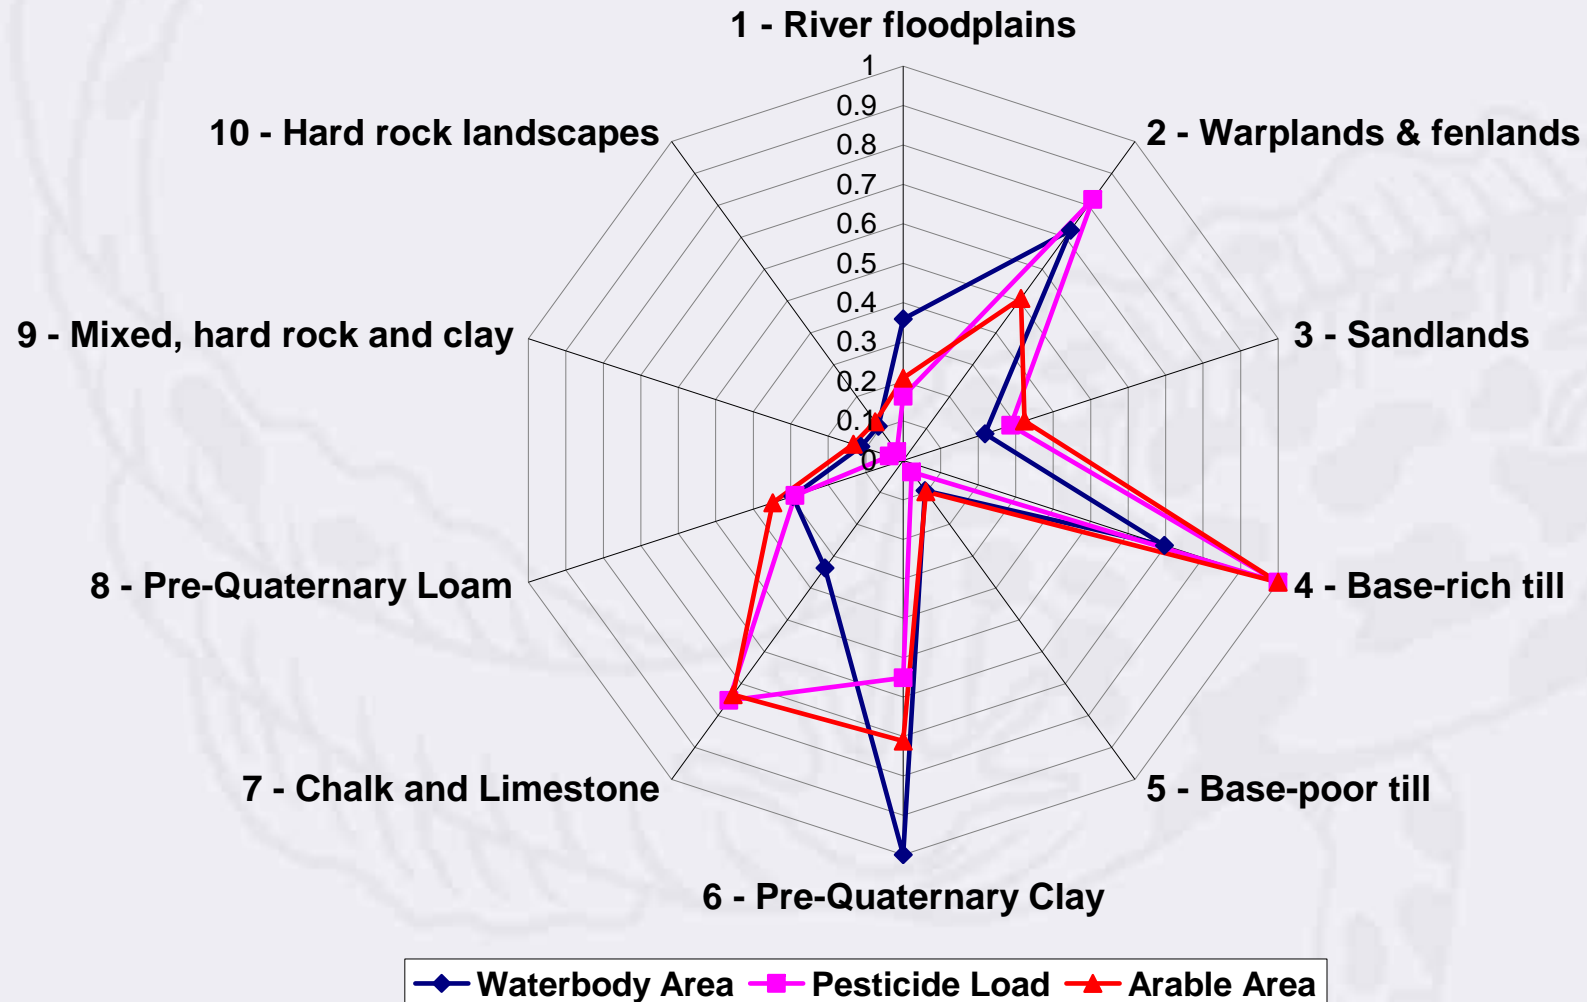 1 - River floodplains
1
0.9
0.8
0.7
0.6
0.5
0.4
0.3
0.2
0.1
0
10 - Hard rock landscapes
2 - Warplands & fenlands
9 - Mixed, hard rock and clay
3 - Sandlands
8 - Pre-Quaternary Loam
4 - Base-rich till
7 - Chalk and Limestone
5 - Base-poor till
6 - Pre-Quaternary Clay
Waterbody Area Pesticide Load Arable Area